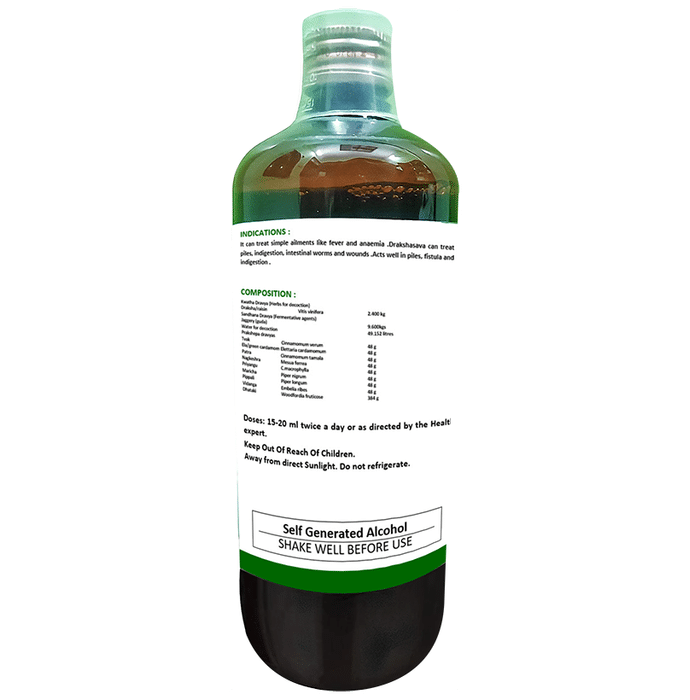 INDICATIONS :
It can treat simple ailments like fever and anaemia .Drakshasava can treat
piles, indigestion, intestinal worms and wounds .Acts well in piles, fistula and
indigestion .
COMPOSITION :
Kwatha Dravya (Herbs for decoction)
Draksha/raisin Vitis vinifera 2.400 kg
Sandhana Dravya (Fermentative agents)
Jaggery (guda) 9.600kgs
Water for decoction 49.152 litres
Prakshepa dravyas
Twak Cinnamomum verum 48 g
Ela/green cardamom Elettaria cardamomum 48 g
Patra Cinnamomum tamala 48 g
Nagkeshra Mesua ferrea 48 g
Priyangu C.macrophylla 48 g
Maricha Piper nigrum 48 g
Pippali Piper longum 48 g
Vidanga Embelia ribes 48 g
Dhataki Woodfordia fruticose 384 g
Doses: 15-20 ml twice a day or as directed by the Healt
expert.
Keep Out Of Reach Of Children.
Away from direct Sunlight. Do not refrigerate.
Self Generated Alcohol
SHAKE WELL BEFORE USE